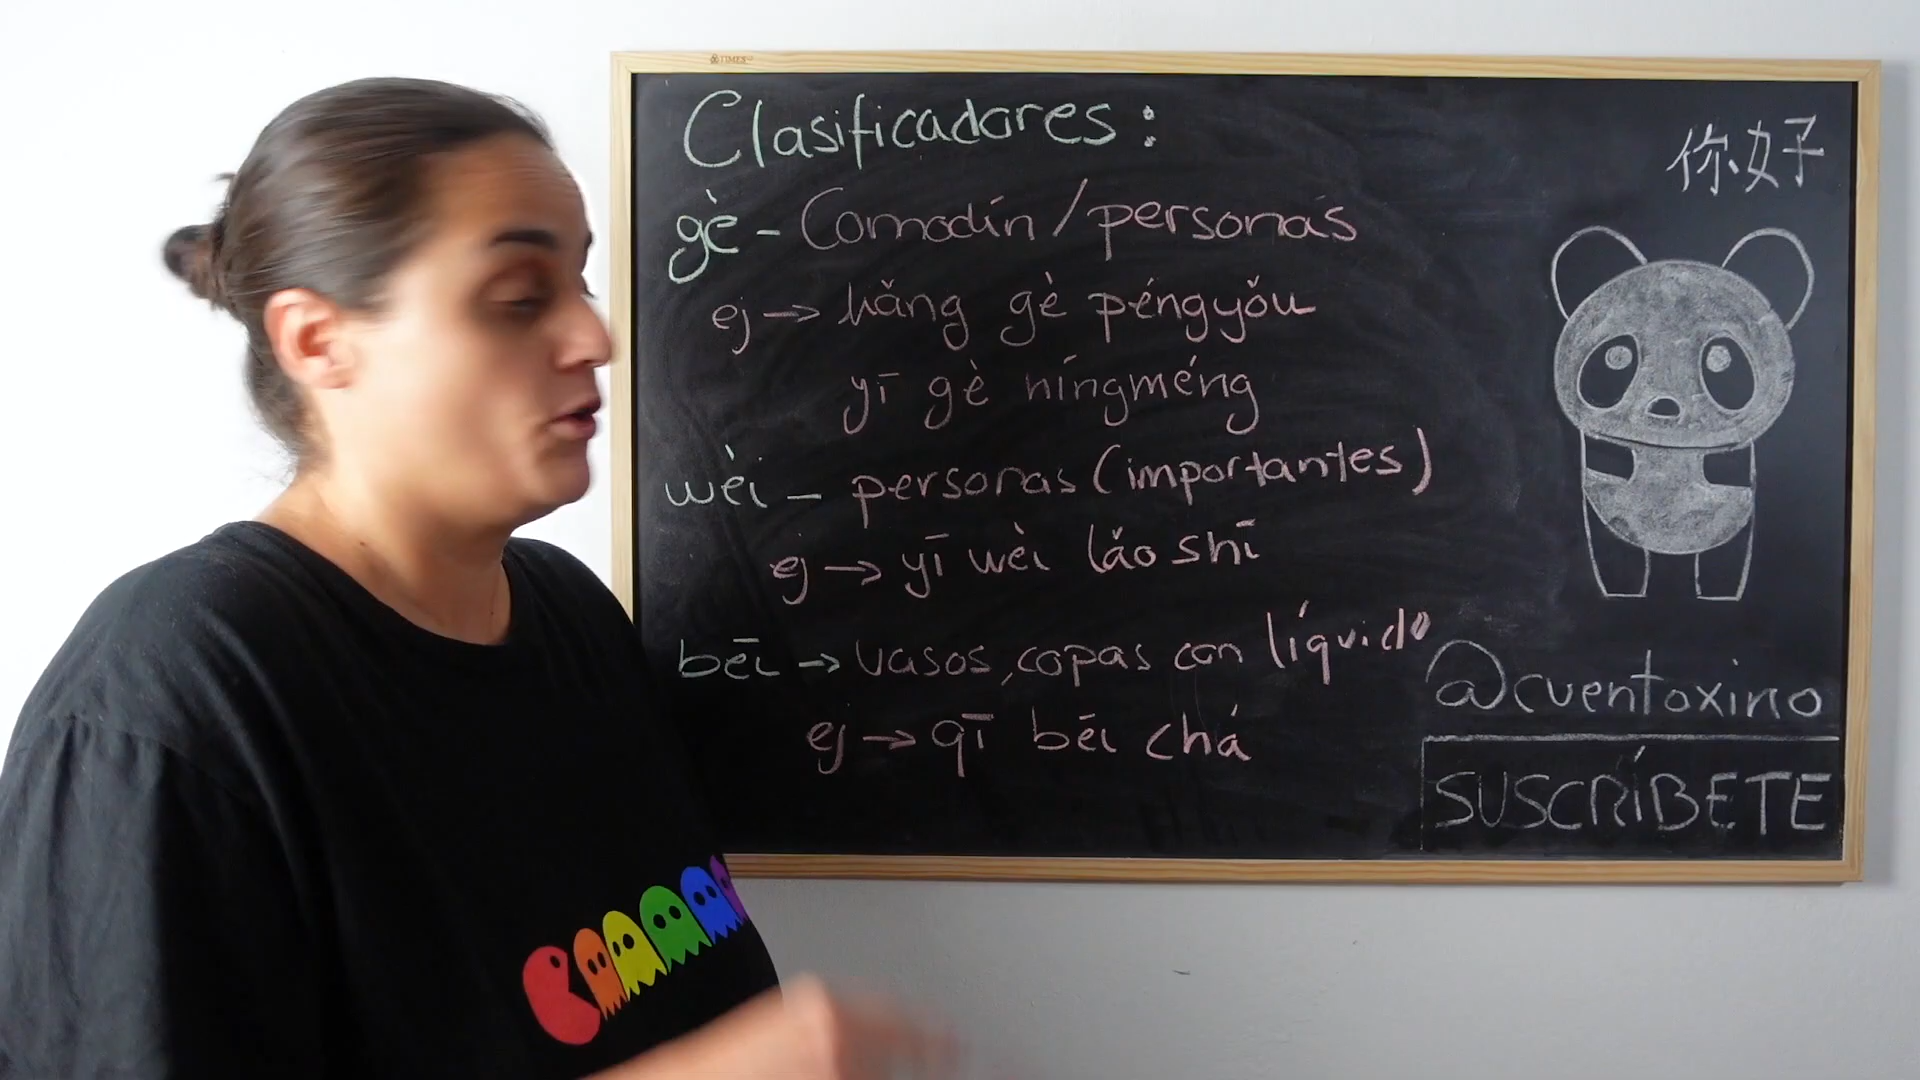 Clasificadores:
你好
gè - Comodín/personas
ej → liǎng gè péngyǒu
yī gè níngméng
wèi - personas (importantes)
ej → yī wèi lǎoshī
bēi → vasos, copas con líquido
ej → qī bēi chá
@cuentoxino
SUSCRÍBETE